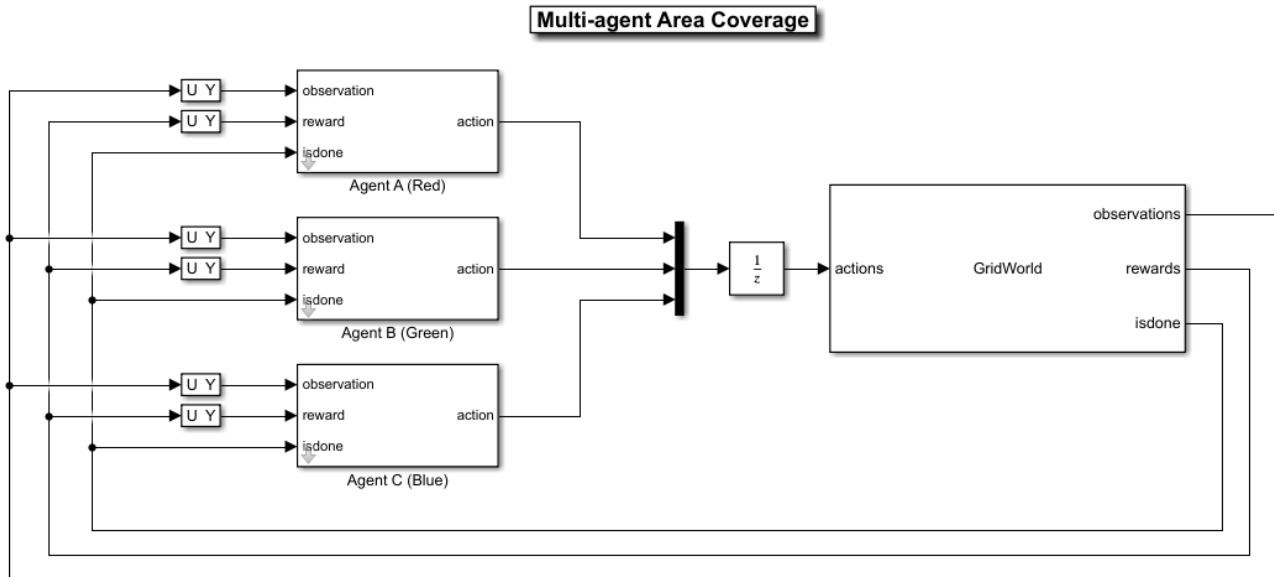 Multi-agent Area Coverage
U Y
observation
U Y
reward
action
isdone
Agent A (Red)
U Y
observation
U Y
reward
action
isdone
Agent B (Green)
U Y
observation
U Y
reward
action
isdone
Agent C (Blue)
1
z
observations
actions
GridWorld
rewards
isdone